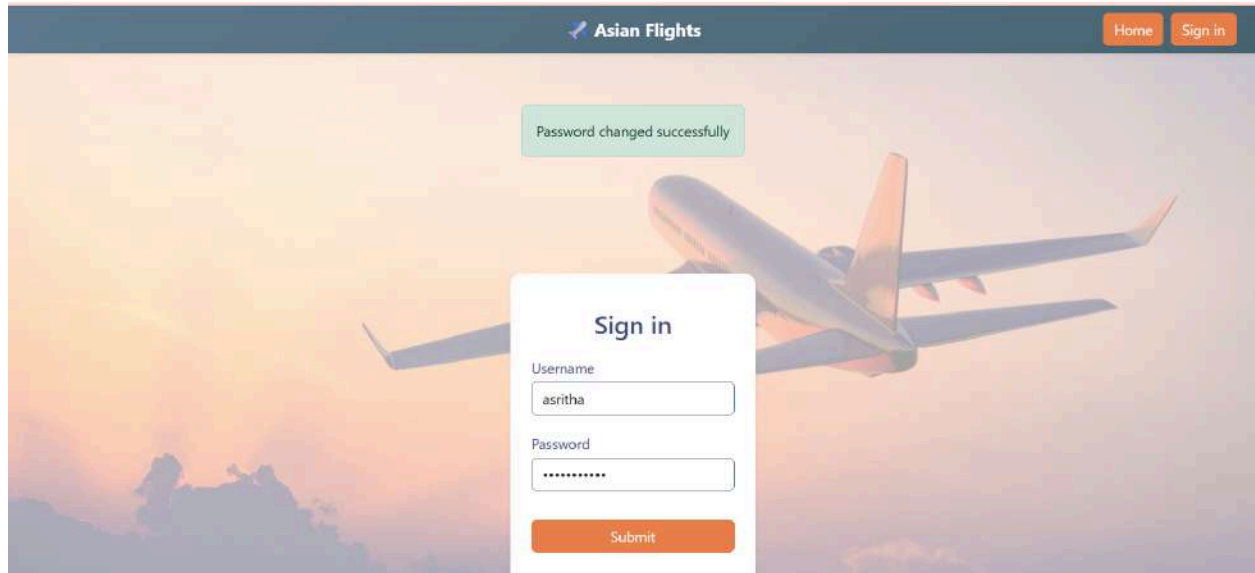 Asian Flights
Home
Sign in
Password changed successfully
Sign in
Username
asritha
Password
•••••••••••
Submit